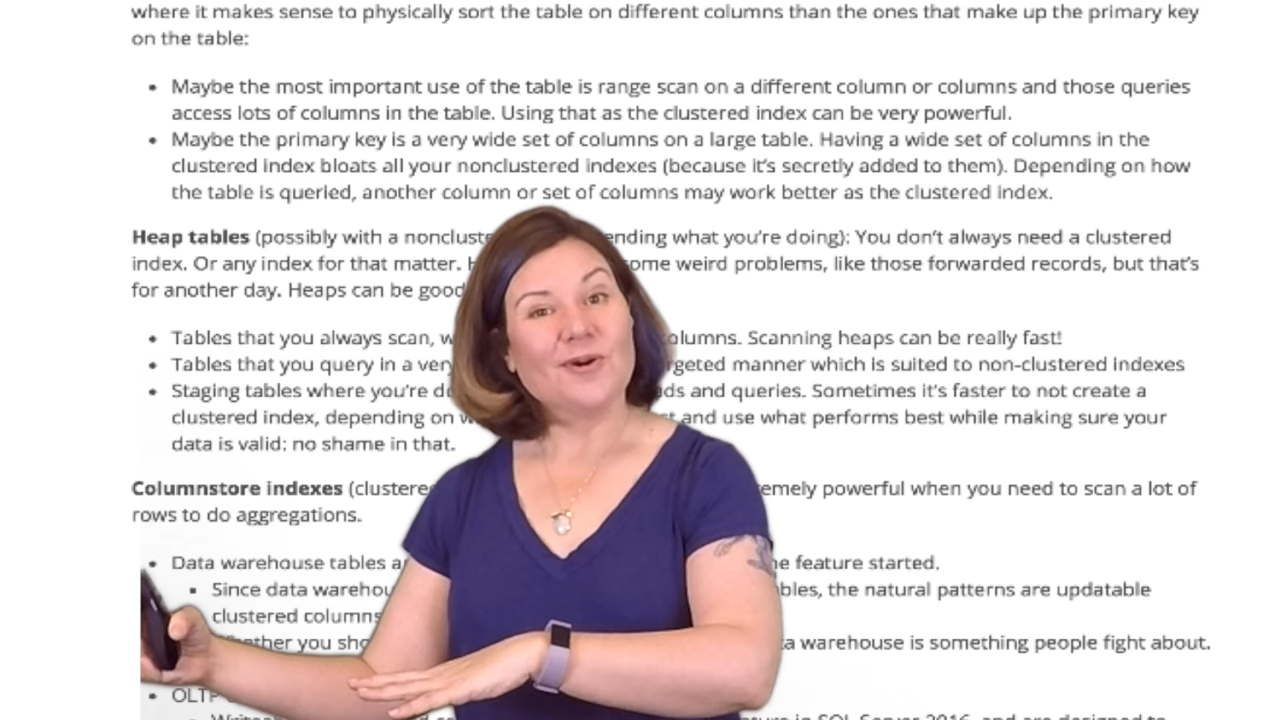 where it makes sense to physically sort the table on different columns than the ones that make up the primary key
on the table:
• Maybe the most important use of the table is range scan on a different column or columns and those queries
access lots of columns in the table. Using that as the clustered index can be very powerful.
• Maybe the primary key is a very wide set of columns on a large table. Having a wide set of columns in the
clustered index bloats all your nonclustered indexes (because it's secretly added to them). Depending on how
the table is queried, another column or set of columns may work better as the clustered index.
Heap tables (possibly with a nonclust ending what you're doing): You don't always need a clustered
index. Or any index for that matter. ome weird problems, like those forwarded records, but that's
for another day. Heaps can be good
• Tables that you always scan, olumns. Scanning heaps can be really fast!
• Tables that you query in a very rgeted manner which is suited to non-clustered indexes
• Staging tables where you're ds and queries. Sometimes it's faster to not create a
clustered index, depending on and use what performs best while making sure your
data is valid: no shame in that.
Columnstore indexes (clustere emely powerful when you need to scan a lot of
rows to do aggregations.
• Data warehouse tables feature started.
▪ Since data wareho bles, the natural patterns are updatable
clustered columns
you sho a warehouse is something people fight about.
• OLTP
SQL Server 2016, and are designed to